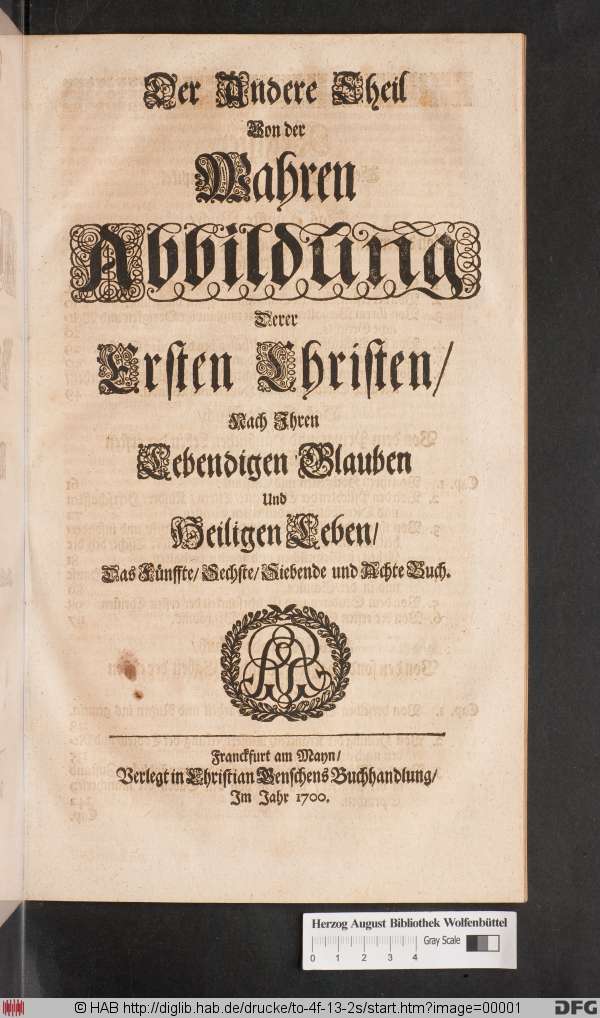 Der Andere Theil
Von der
Wahren
Abbildung
Derer
Ersten Christen/
Nach Ihren
Lebendigen Glauben
Und
Heiligen Leben/
Das Fünffte/ Sechste/ Siebende und Achte Buch.
Franckfurt am Mayn/
Verlegt in Christian Genschens Buchhandlung/
Im Jahr 1700.
Herzog August Bibliothek Wolfenbüttel
0 1 2 3 4 Gray Scale
© HAB http://diglib.hab.de/drucke/to-4f-13-2s/start.htm?image=00001
DFG